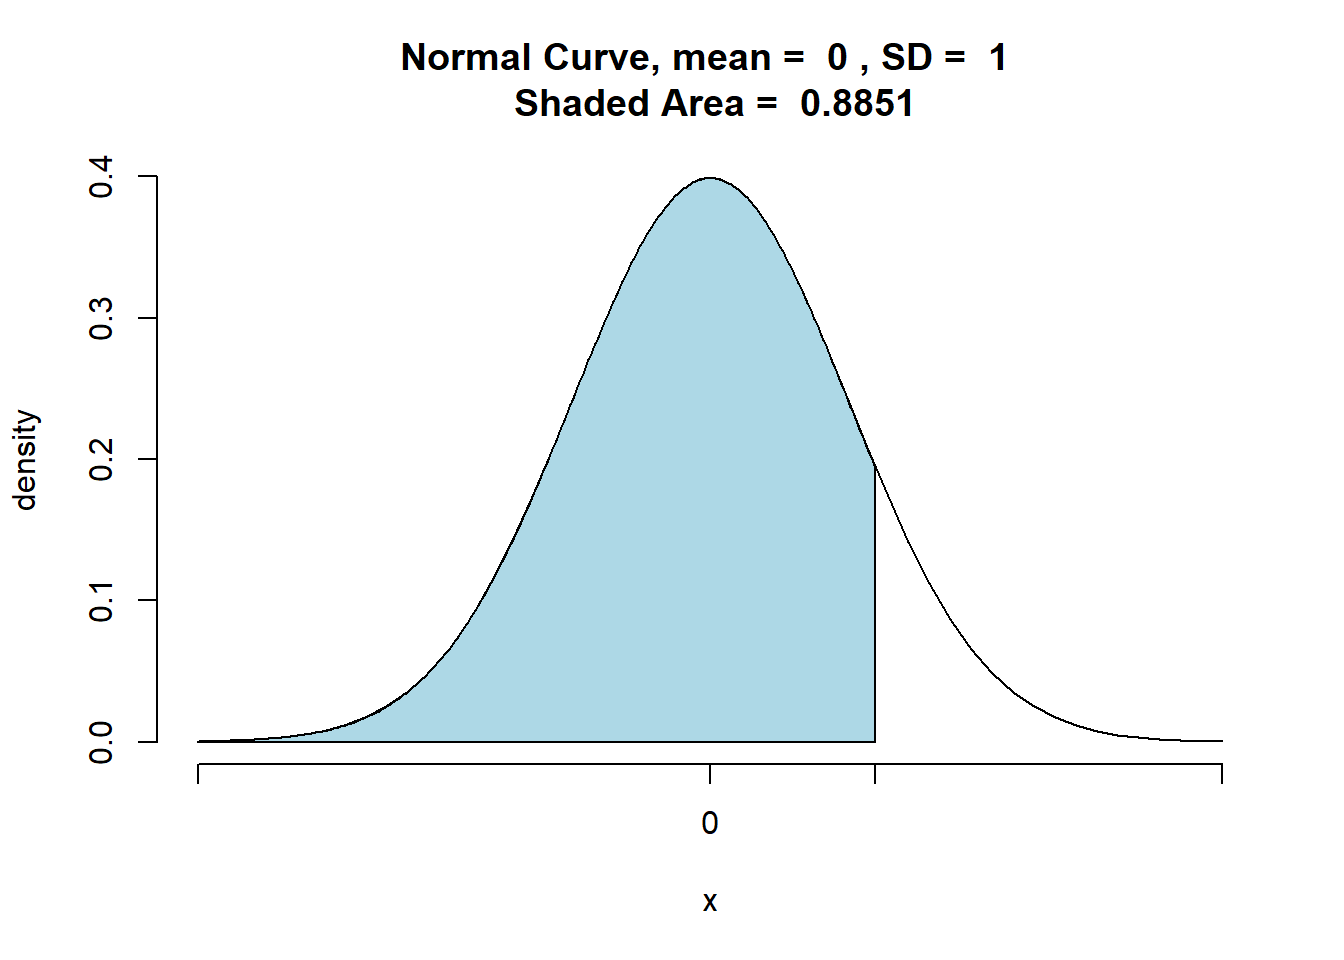 Normal Curve, mean =  0 , SD =  1
Shaded Area =  0.8851
0.4
0.3
0.2
0.1
0.0
density
0
x